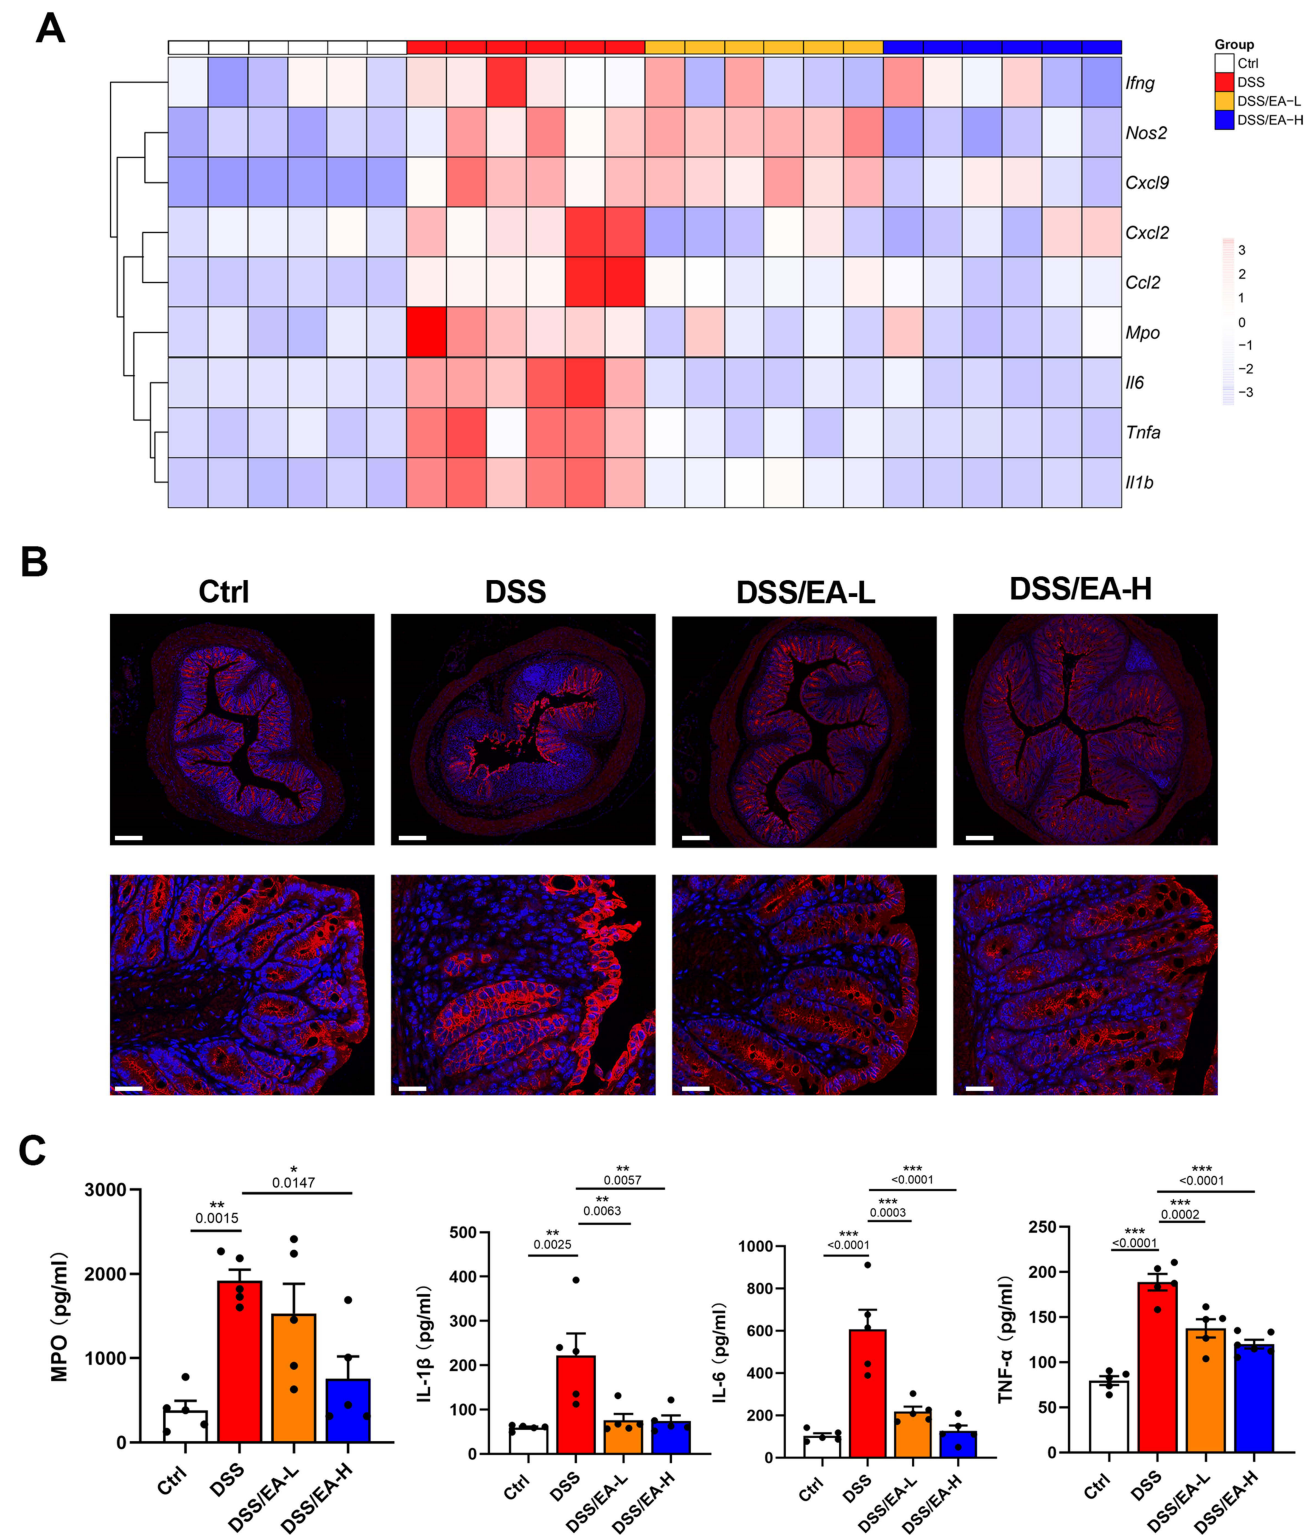 A
Group
Ctrl
DSS
DSS/EA-L
DSS/EA-H
Ifng
Nos2
Cxcl9
Cxcl2
Ccl2
Mpo
Il6
Tnfa
Il1b
3
2
1
0
−1
−2
−3
B
Ctrl
DSS
DSS/EA-L
DSS/EA-H
C
MPO (pg/ml)
3000
2000
1000
0
**
0.0015
*
0.0147
Ctrl
DSS
DSS/EA-L
DSS/EA-H
IL-1β (pg/ml)
500
400
300
200
100
0
**
0.0025
**
0.0063
**
0.0057
Ctrl
DSS
DSS/EA-L
DSS/EA-H
IL-6 (pg/ml)
1000
800
600
400
200
0
***
<0.0001
***
0.0003
***
<0.0001
Ctrl
DSS
DSS/EA-L
DSS/EA-H
TNF-α (pg/ml)
250
200
150
100
50
0
***
<0.0001
***
0.0002
***
<0.0001
Ctrl
DSS
DSS/EA-L
DSS/EA-H